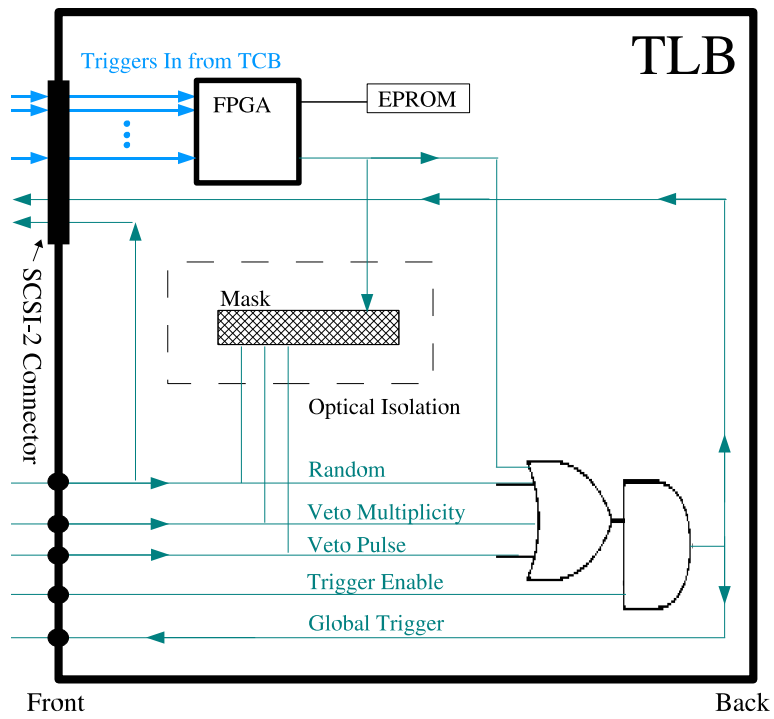 TLB
Triggers In from TCB
FPGA
EPROM
SCSI-2 Connector
Mask
Optical Isolation
Random
Veto Multiplicity
Veto Pulse
Trigger Enable
Global Trigger
Front
Back